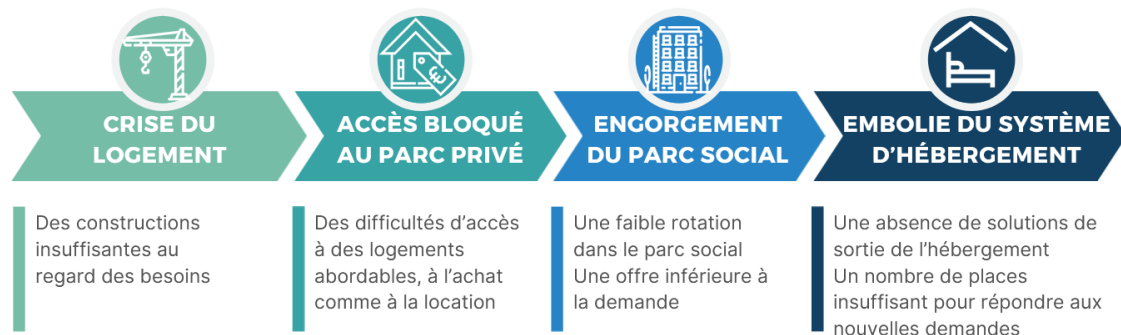 CRISE DU
LOGEMENT
ACCÈS BLOQUÉ
AU PARC PRIVÉ
ENGORGEMENT
DU PARC SOCIAL
EMBOLIE DU SYSTÈME
D'HÉBERGEMENT
Des constructions
insuffisantes au
regard des besoins
Des difficultés d'accès
à des logements
abordables, à l'achat
comme à la location
Une faible rotation
dans le parc social
Une offre inférieure à
la demande
Une absence de solutions de
sortie de l'hébergement
Un nombre de places
insuffisant pour répondre aux
nouvelles demandes